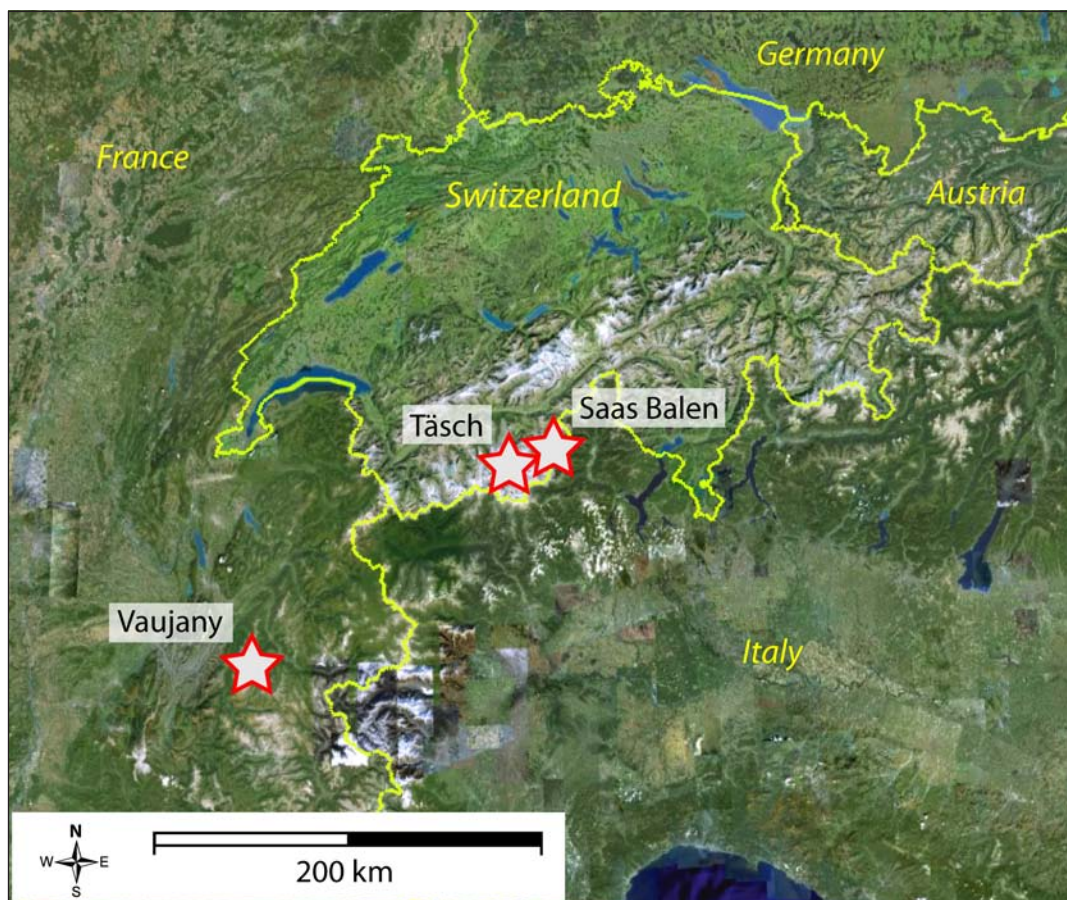 Germany
France
Switzerland
Austria
Saas Balen
Täsch
Vaujany
Italy
N
W E
S
200 km